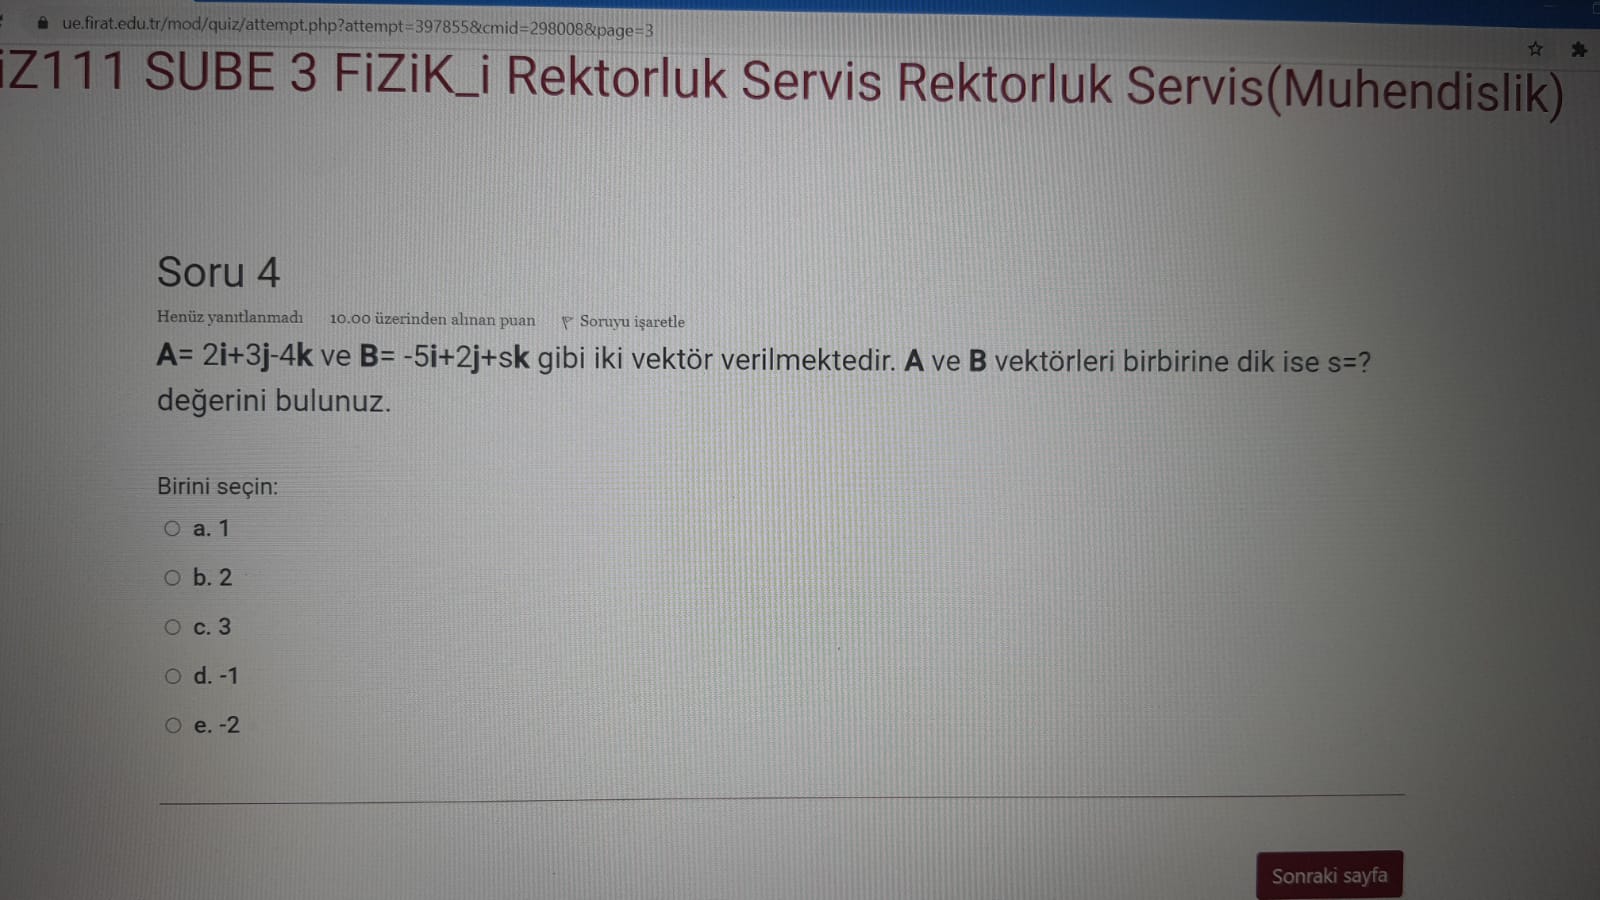 ue.firat.edu.tr/mod/quiz/attempt.php?attempt=397855&cmid=298008&page=3
iZ111 SUBE 3 FiZiK_i Rektorluk Servis Rektorluk Servis(Muhendislik)
Soru 4
Henüz yanıtlanmadı 10.00 üzerinden alınan puan Soruyu işaretle
A= 2i+3j-4k ve B= -5i+2j+sk gibi iki vektör verilmektedir. A ve B vektörleri birbirine dik ise s=?
değerini bulunuz.
Birini seçin:
a. 1
b. 2
c. 3
d. -1
e. -2
Sonraki sayfa